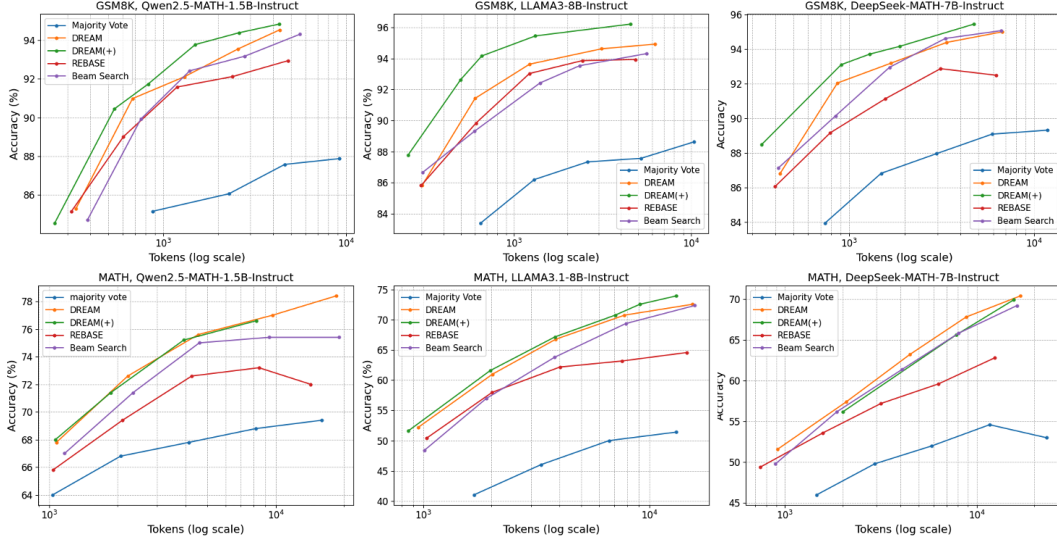 GSM8K, Qwen2.5-MATH-1.5B-Instruct
Accuracy (%)
94
92
90
88
86
Majority Vote
DREAM
DREAM(+)
REBASE
Beam Search
10³
10⁴
Tokens (log scale)
GSM8K, LLAMA3-8B-Instruct
Accuracy (%)
96
94
92
90
88
86
84
Majority Vote
DREAM
DREAM(+)
REBASE
Beam Search
10³
10⁴
Tokens (log scale)
GSM8K, DeepSeek-MATH-7B-Instruct
Accuracy
96
94
92
90
88
86
84
Majority Vote
DREAM
DREAM(+)
REBASE
Beam Search
10³
10⁴
Tokens (log scale)
MATH, Qwen2.5-MATH-1.5B-Instruct
Accuracy (%)
78
76
74
72
70
68
66
64
majority vote
DREAM
DREAM(+)
REBASE
Beam Search
10³
10⁴
Tokens (log scale)
MATH, LLAMA3.1-8B-Instruct
Accuracy (%)
75
70
65
60
55
50
45
40
Majority Vote
DREAM
DREAM(+)
REBASE
Beam Search
10³
10⁴
Tokens (log scale)
MATH, DeepSeek-MATH-7B-Instruct
Accuracy
70
65
60
55
50
45
Majority Vote
DREAM
DREAM(+)
REBASE
Beam Search
10³
10⁴
Tokens (log scale)